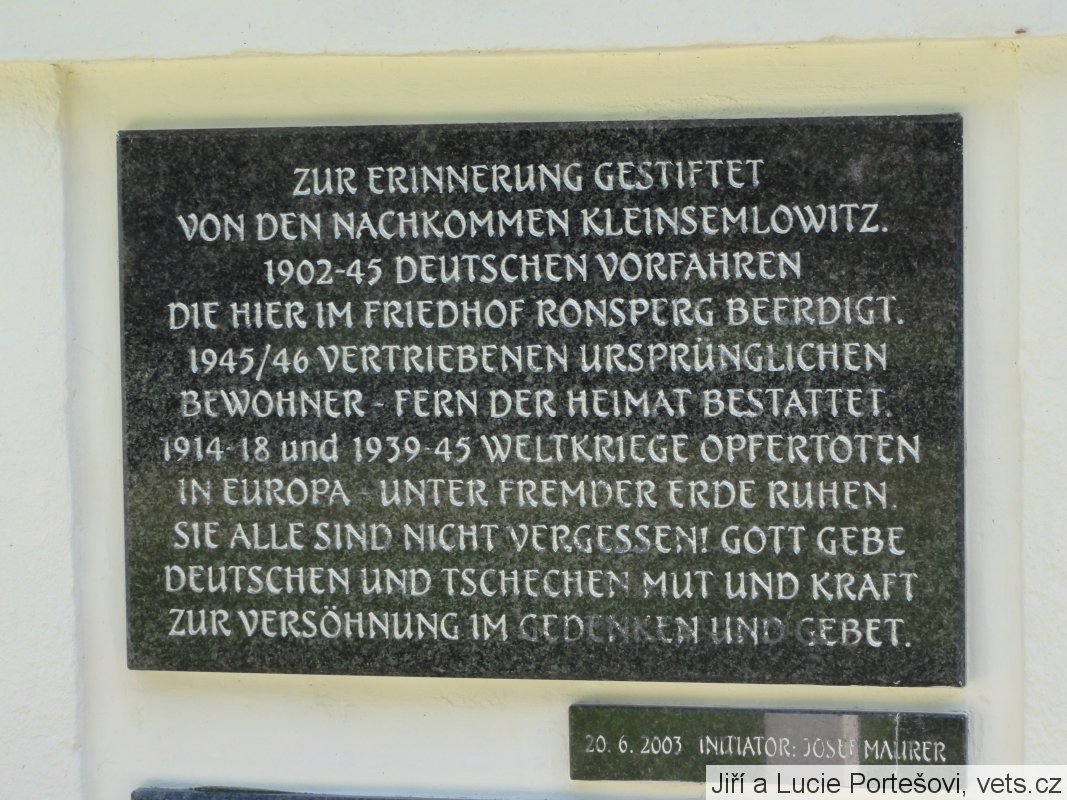 ZUR ERINNERUNG GESTIFTET
VON DEN NACHKOMMEN KLEINSEMLOWITZ.
1902-45 DEUTSCHEN VORFAHREN
DIE HIER IM FRIEDHOF RONSPERG BEERDIGT.
1945/46 VERTRIEBENEN URSPRÜNGLICHEN
BEWOHNER - FERN DER HEIMAT BESTATTET.
1914-18 und 1939-45 WELTKRIEGE OPFERTOTEN
IN EUROPA - UNTER FREMDER ERDE RUHEN.
SIE ALLE SIND NICHT VERGESSEN! GOTT GEBE
DEUTSCHEN UND TSCHECHEN MUT UND KRAFT
ZUR VERSÖHNUNG IM GEDENKEN UND GEBET.
20. 6. 2003 INITIATOR: JOSEF MAURER
Jiří a Lucie Portešovi, vets.cz